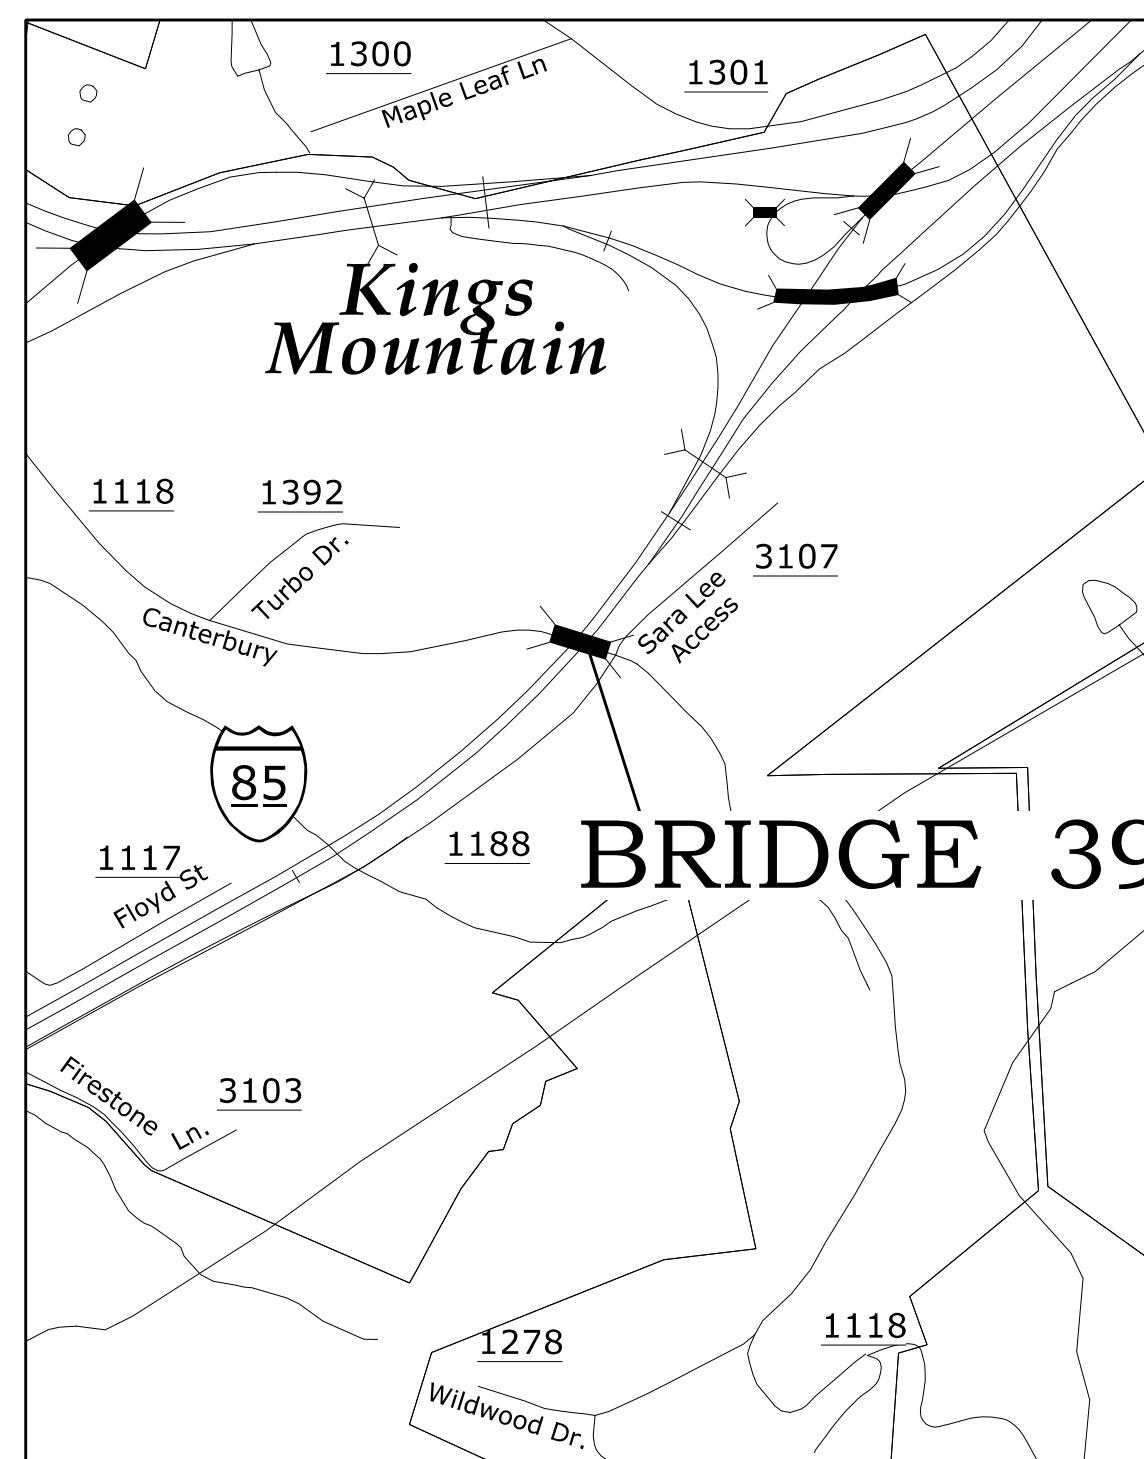 1300
1301
Maple Leaf Ln
Kings
Mountain
1118
1392
Turbo Dr.
3107
Sara Lee
Access
Canterbury
85
1188
BRIDGE 39
1117
Floyd St
Firestone Ln.
3103
1278
1118
Wildwood Dr.